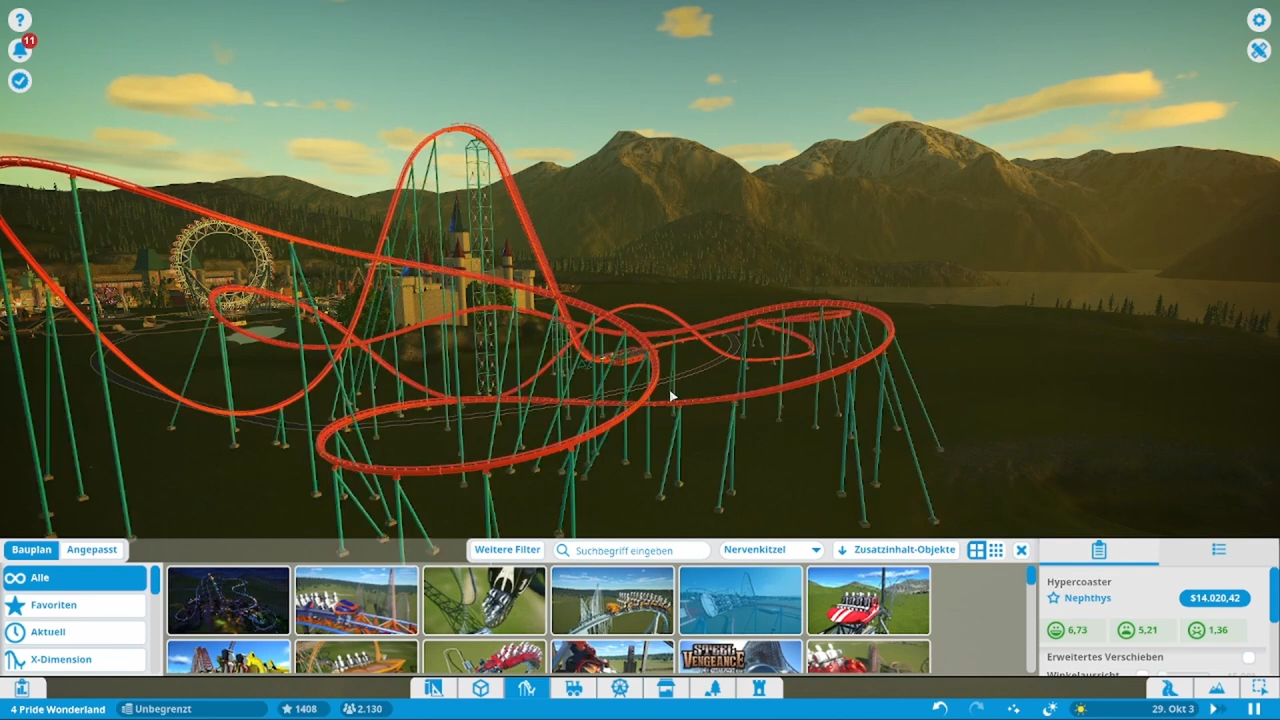 ?
11
Bauplan
Angepasst
Weitere Filter
Suchbegriff eingeben
Nervenkitzel
Zusatzinhalt-Objekte
Alle
Favoriten
Aktuell
X-Dimension
STEEL VENGEANCE
Hypercoaster
Nephthys
$14.020,42
6,73
5,21
1,36
Erweitertes Verschieben
Winkelausricht
4 Pride Wonderland
Unbegrenzt
1408
2.130
29. Okt 3